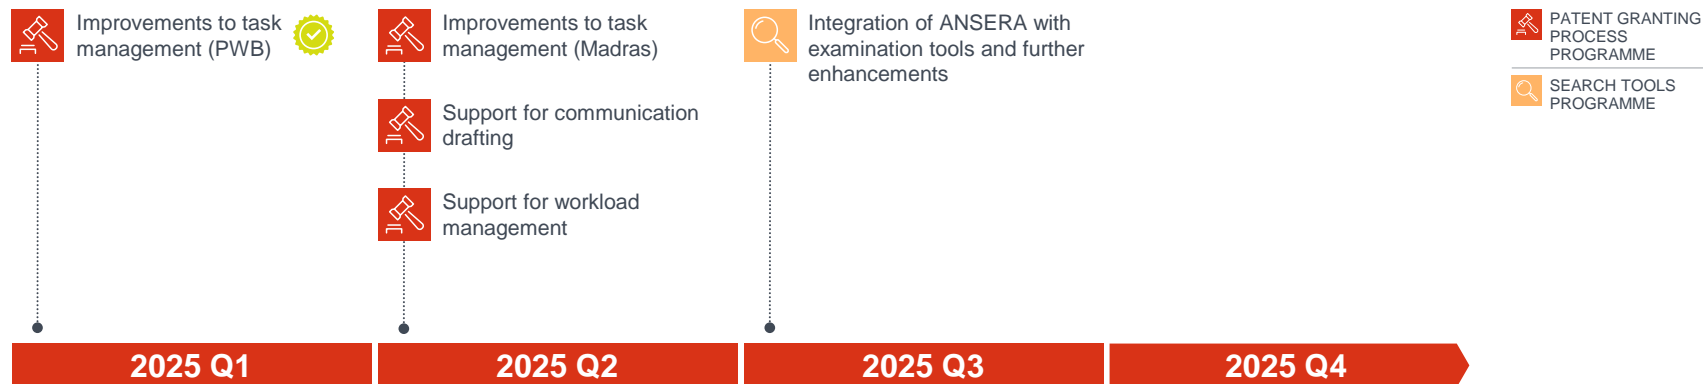 Improvements to task
management (PWB)
Improvements to task
management (Madras)
Support for communication
drafting
Support for workload
management
Integration of ANSERA with
examination tools and further
enhancements
PATENT GRANTING
PROCESS
PROGRAMME
SEARCH TOOLS
PROGRAMME
2025 Q1
2025 Q2
2025 Q3
2025 Q4